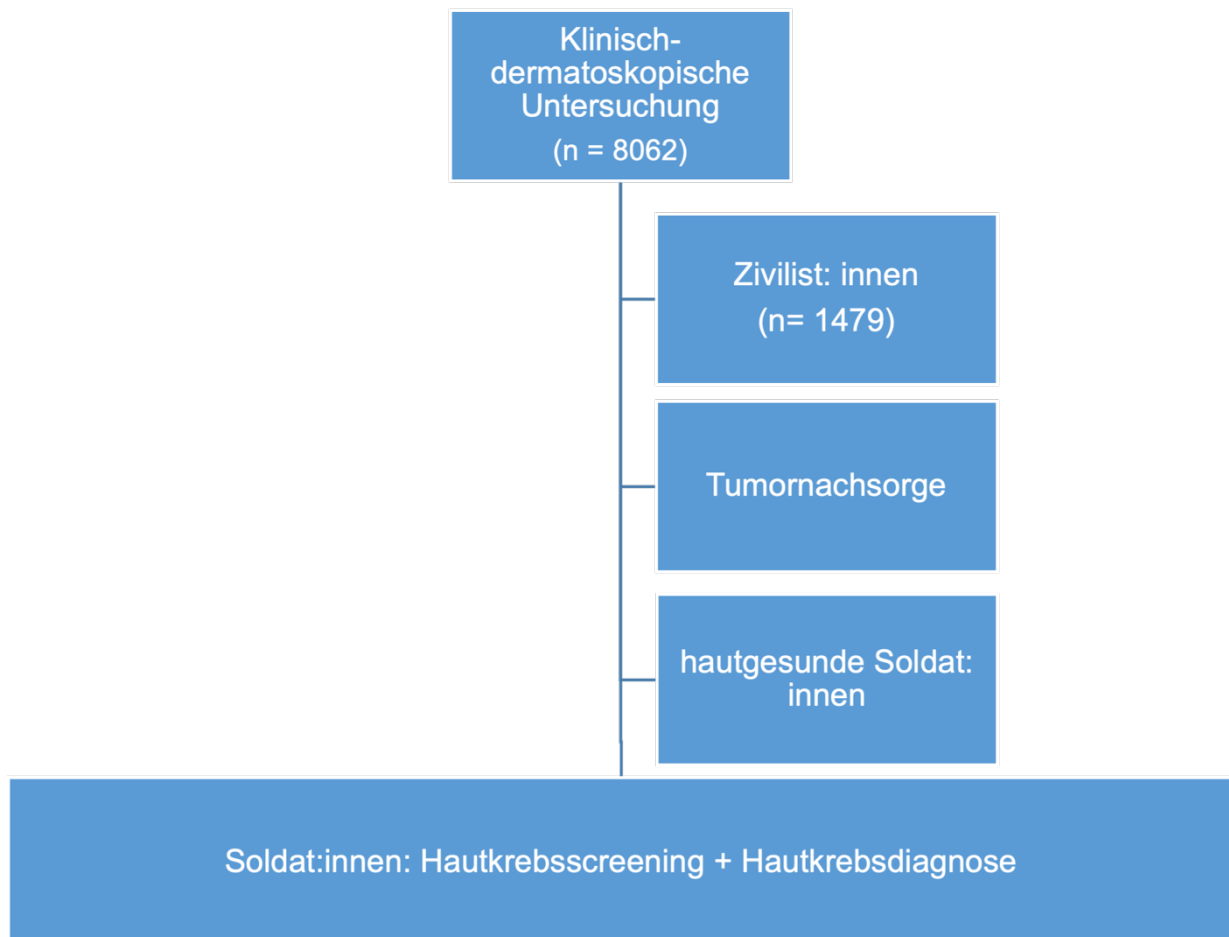 Klinisch-
dermatoskopische
Untersuchung
(n = 8062)
Zivilist: innen
(n= 1479)
Tumornachsorge
hautgesunde Soldat:
innen
Soldat:innen: Hautkrebsscreening + Hautkrebsdiagnose